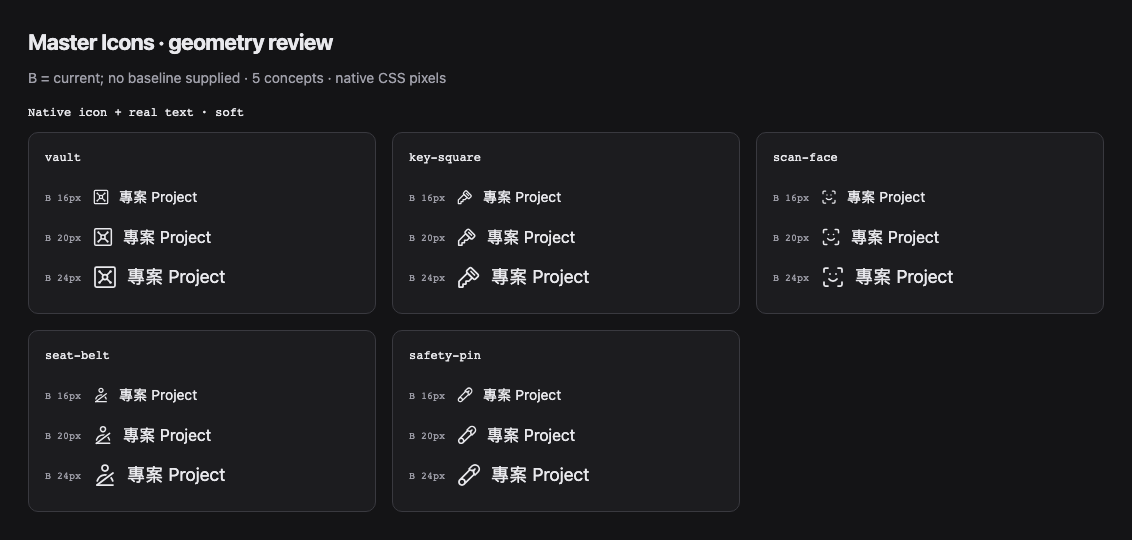 Master Icons · geometry review
B = current; no baseline supplied · 5 concepts · native CSS pixels
Native icon + real text · soft
vault
B 16px 專案 Project
B 20px 專案 Project
B 24px 專案 Project
key-square
B 16px 專案 Project
B 20px 專案 Project
B 24px 專案 Project
scan-face
B 16px 專案 Project
B 20px 專案 Project
B 24px 專案 Project
seat-belt
B 16px 專案 Project
B 20px 專案 Project
B 24px 專案 Project
safety-pin
B 16px 專案 Project
B 20px 專案 Project
B 24px 專案 Project